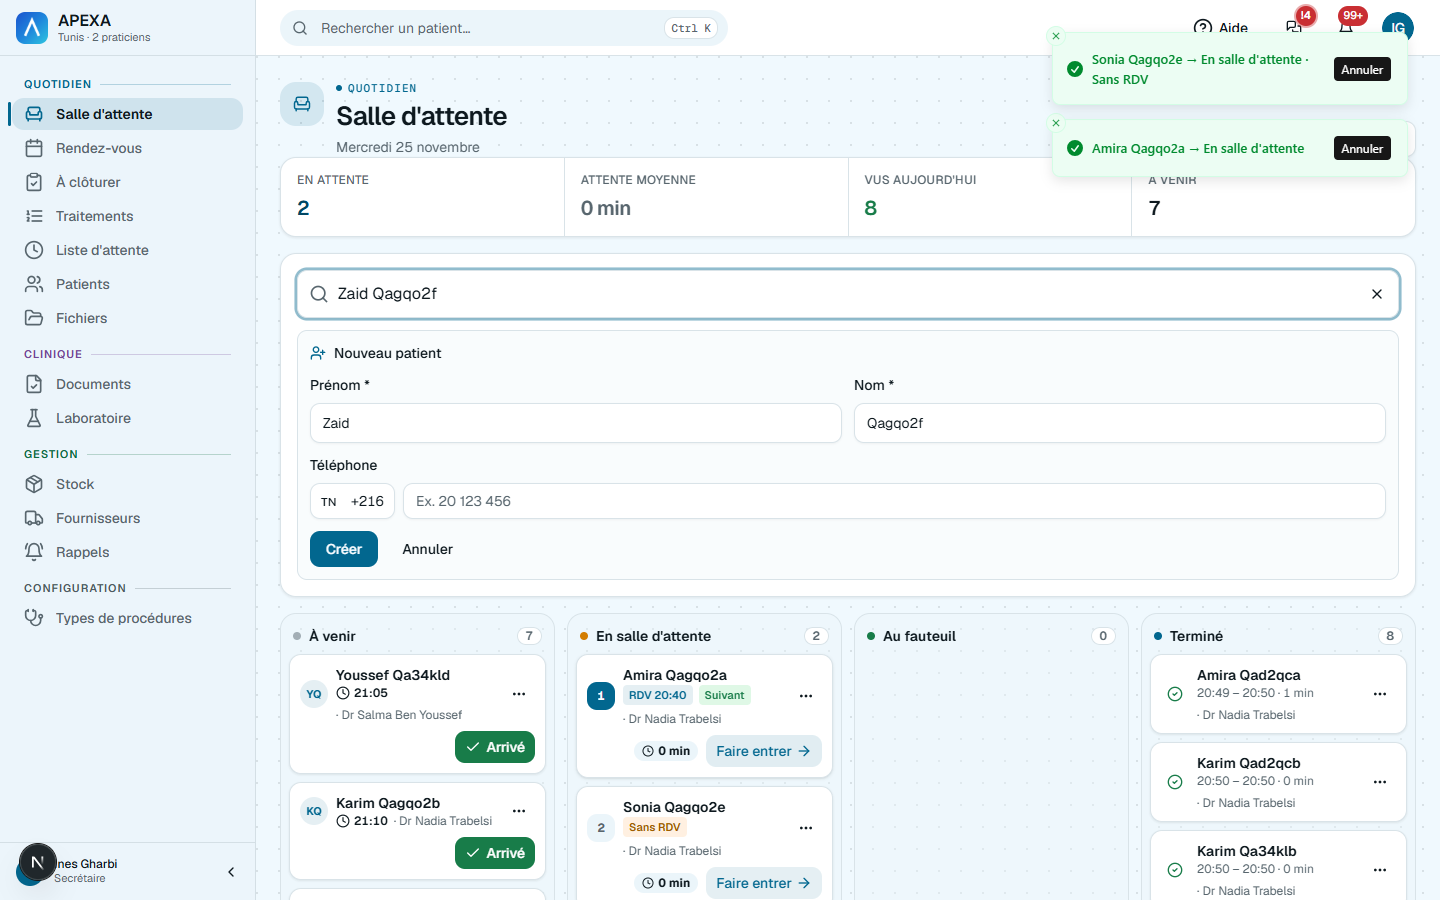 APEXA
Tunis · 2 praticiens
QUOTIDIEN
Salle d'attente
Rendez-vous
À clôturer
Traitements
Liste d'attente
Patients
Fichiers
CLINIQUE
Documents
Laboratoire
GESTION
Stock
Fournisseurs
Rappels
CONFIGURATION
Types de procédures
N
nes Gharbi
Secrétaire
Rechercher un patient…
Ctrl K
Aide
14
99+
IG
Sonia Qagqo2e → En salle d'attente ·
Sans RDV
Annuler
Amira Qagqo2a → En salle d'attente
Annuler
QUOTIDIEN
Salle d'attente
Mercredi 25 novembre
EN ATTENTE
2
ATTENTE MOYENNE
0 min
VUS AUJOURD'HUI
8
À VENIR
7
Zaid Qagqo2f
Nouveau patient
Prénom *
Nom *
Zaid
Qagqo2f
Téléphone
TN +216
Ex. 20 123 456
Créer
Annuler
À venir
7
YQ
Youssef Qa34kld
21:05
· Dr Salma Ben Youssef
Arrivé
KQ
Karim Qagqo2b
21:10 · Dr Nadia Trabelsi
Arrivé
En salle d'attente
2
1
Amira Qagqo2a
RDV 20:40
Suivant
· Dr Nadia Trabelsi
0 min
Faire entrer
2
Sonia Qagqo2e
Sans RDV
· Dr Nadia Trabelsi
0 min
Faire entrer
Au fauteuil
0
Terminé
8
Amira Qad2qca
20:49 – 20:50 · 1 min
· Dr Nadia Trabelsi
Karim Qad2qcb
20:50 – 20:50 · 0 min
· Dr Nadia Trabelsi
Karim Qa34klb
20:50 – 20:50 · 0 min
· Dr Nadia Trabelsi